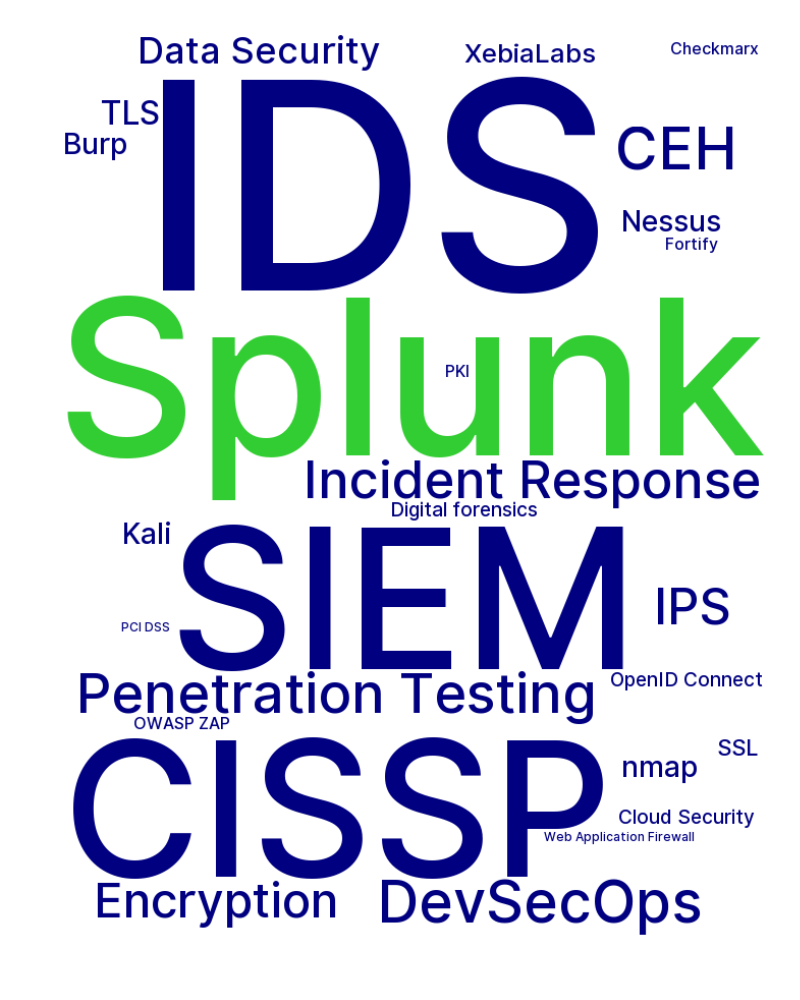 Data Security
XebiaLabs
Checkmarx
IDS
TLS
Burp
CEH
Nessus
Fortify
Splunk
PKI
Incident Response
Digital forensics
Kali
SIEM
IPS
PCI DSS
Penetration Testing
OpenID Connect
OWASP ZAP
CISSP
SSL
nmap
Cloud Security
Web Application Firewall
Encryption
DevSecOps